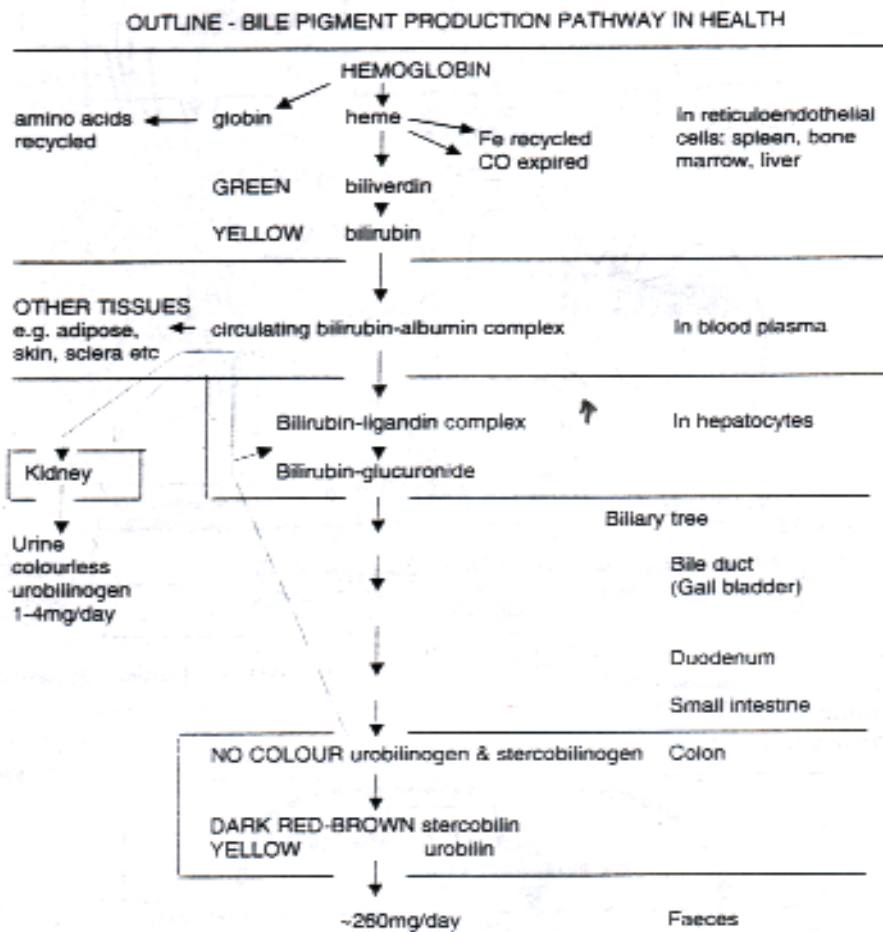 OUTLINE - BILE PIGMENT PRODUCTION PATHWAY IN HEALTH
HEMOGLOBIN
amino acids
recycled
globin
heme
Fe recycled
CO expired
In reticuloendothelial
cells: spleen, bone
marrow, liver
GREEN biliverdin
YELLOW bilirubin
OTHER TISSUES
e.g. adipose,
skin, sclera etc
circulating bilirubin-albumin complex
In blood plasma
Bilirubin-ligandin complex
In hepatocytes
Kidney
Bilirubin-glucuronide
Biliary tree
Urine
colourless
urobilinogen
1-4mg/day
Bile duct
(Gall bladder)
Duodenum
Small intestine
NO COLOUR urobilinogen & stercobilinogen Colon
DARK RED-BROWN stercobilin
YELLOW urobilin
~260mg/day Faeces